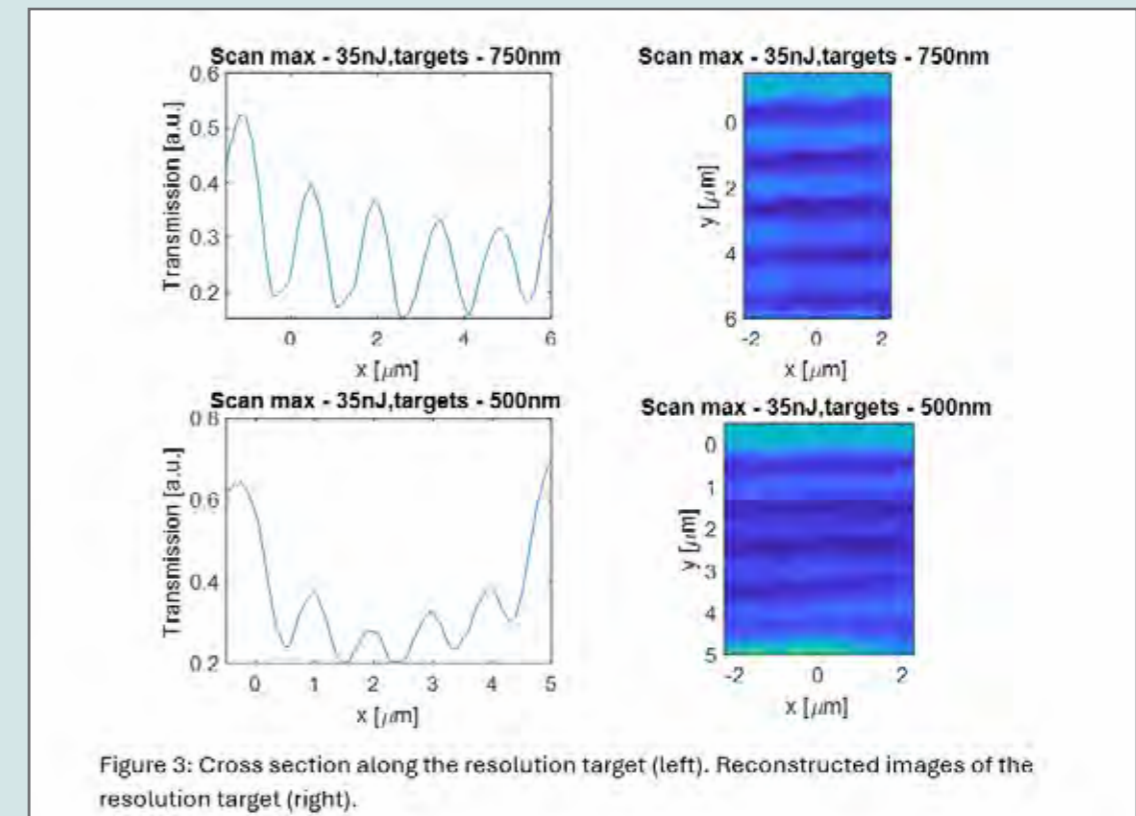 Scan max - 35nJ,targets - 750nm
Transmission [a.u.]
0.6
0.5
0.4
0.3
0.2
0
2
4
6
x [μm]
Scan max - 35nJ,targets - 750nm
y [μm]
0
2
4
6
-2
0
2
x [μm]
Scan max - 35nJ,targets - 500nm
Transmission [a.u.]
0.8
0.6
0.4
0.2
0
1
2
3
4
5
x [μm]
Scan max - 35nJ,targets - 500nm
y [μm]
0
1
2
3
4
5
-2
0
2
x [μm]
Figure 3: Cross section along the resolution target (left). Reconstructed images of the
resolution target (right).